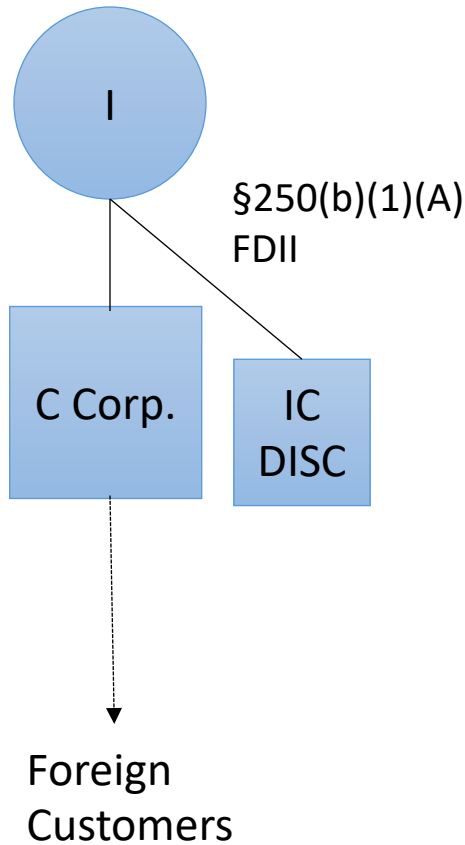 I
§250(b)(1)(A)
FDII
C Corp.
IC
DISC
Foreign
Customers